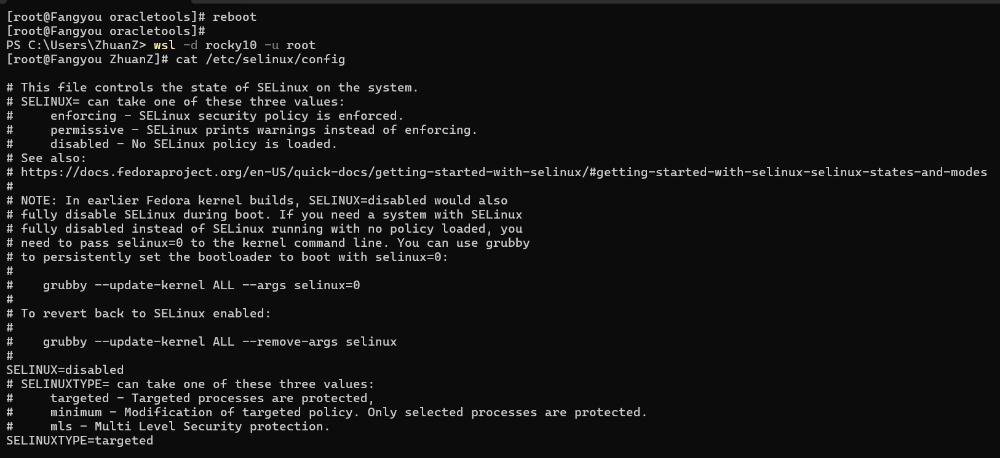 [root@Fangyou oracletools]# reboot
[root@Fangyou oracletools]#
PS C:\Users\ZhuanZ> wsl -d rocky10 -u root
[root@Fangyou ZhuanZ]# cat /etc/selinux/config

# This file controls the state of SELinux on the system.
# SELINUX= can take one of these three values:
#     enforcing - SELinux security policy is enforced.
#     permissive - SELinux prints warnings instead of enforcing.
#     disabled - No SELinux policy is loaded.
# See also:
# https://docs.fedoraproject.org/en-US/quick-docs/getting-started-with-selinux/#getting-started-with-selinux-selinux-states-and-modes
#
# NOTE: In earlier Fedora kernel builds, SELINUX=disabled would also
# fully disable SELinux during boot. If you need a system with SELinux
# fully disabled instead of SELinux running with no policy loaded, you
# need to pass selinux=0 to the kernel command line. You can use grubby
# to persistently set the bootloader to boot with selinux=0:
#
#    grubby --update-kernel ALL --args selinux=0
#
# To revert back to SELinux enabled:
#
#    grubby --update-kernel ALL --remove-args selinux
#
SELINUX=disabled
# SELINUXTYPE= can take one of these three values:
#     targeted - Targeted processes are protected,
#     minimum - Modification of targeted policy. Only selected processes are protected.
#     mls - Multi Level Security protection.
SELINUXTYPE=targeted